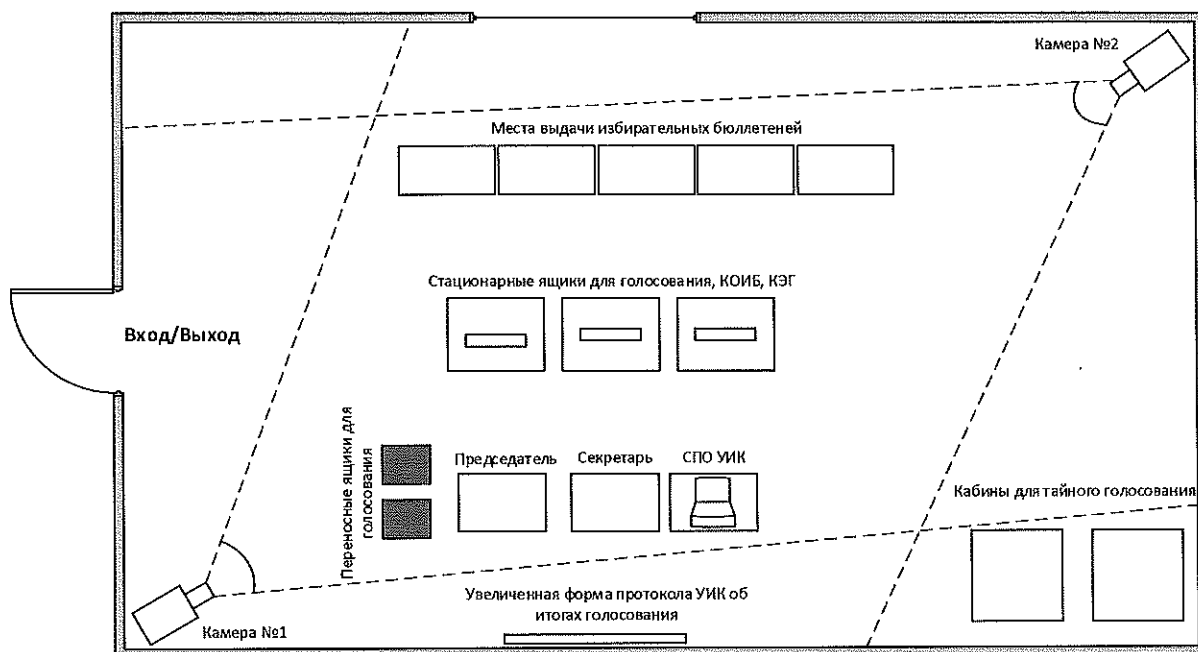 Камера №2
Места выдачи избирательных бюллетеней
Стационарные ящики для голосования, КОИБ, КЭГ
Вход/Выход
Переносные ящики для
голосования
Председатель
Секретарь
СПО УИК
Кабины для тайного голосования
Увеличенная форма протокола УИК об
итогах голосования
Камера №1